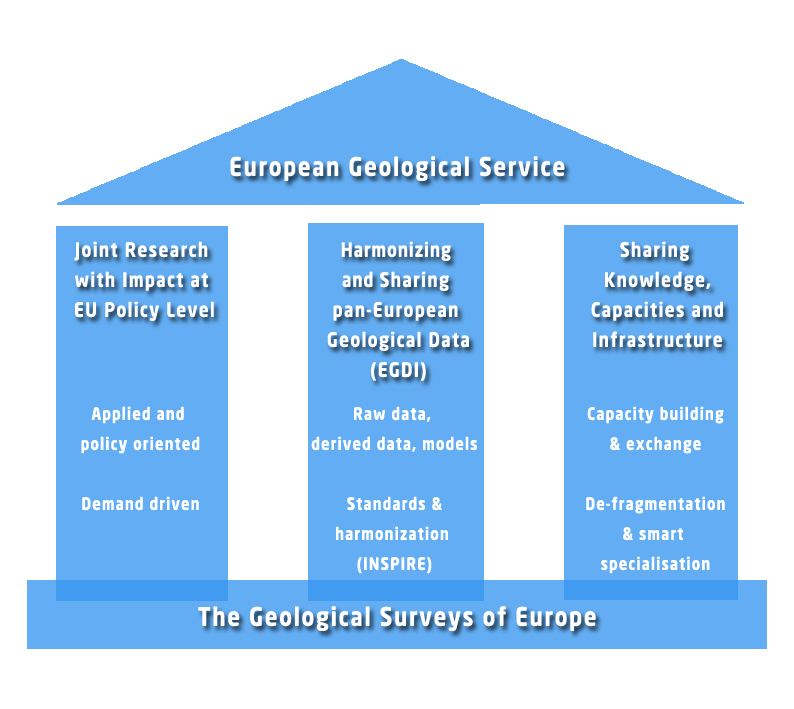 European Geological Service
Joint Research
with Impact at
EU Policy Level
Applied and
policy oriented
Demand driven
Harmonizing
and Sharing
pan-European
Geological Data
(EGDI)
Raw data,
derived data, models
Standards &
harmonization
(INSPIRE)
Sharing
Knowledge,
Capacities and
Infrastructure
Capacity building
& exchange
De-fragmentation
& smart
specialisation
The Geological Surveys of Europe